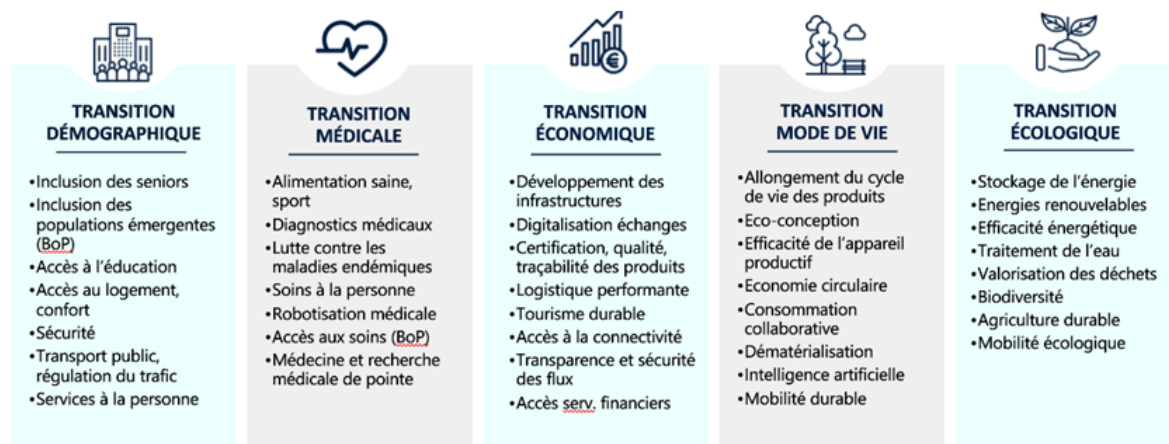 TRANSITION
DÉMOGRAPHIQUE
•Inclusion des seniors
•Inclusion des
populations émergentes
(BoP)
•Accès à l'éducation
•Accès au logement,
confort
•Sécurité
•Transport public,
régulation du trafic
•Services à la personne
TRANSITION
MÉDICALE
•Alimentation saine,
sport
•Diagnostics médicaux
•Lutte contre les
maladies endémiques
•Soins à la personne
•Robotisation médicale
•Accès aux soins (BoP)
•Médecine et recherche
médicale de pointe
€
TRANSITION
ÉCONOMIQUE
•Développement des
infrastructures
•Digitalisation échanges
•Certification, qualité,
traçabilité des produits
•Logistique performante
•Tourisme durable
•Accès à la connectivité
•Transparence et sécurité
des flux
•Accès serv. financiers
TRANSITION
MODE DE VIE
•Allongement du cycle
de vie des produits
•Eco-conception
•Efficacité de l'appareil
productif
•Economie circulaire
•Consommation
collaborative
•Dématérialisation
•Intelligence artificielle
•Mobilité durable
TRANSITION
ÉCOLOGIQUE
•Stockage de l'énergie
•Energies renouvelables
•Efficacité énergétique
•Traitement de l'eau
•Valorisation des déchets
•Biodiversité
•Agriculture durable
•Mobilité écologique